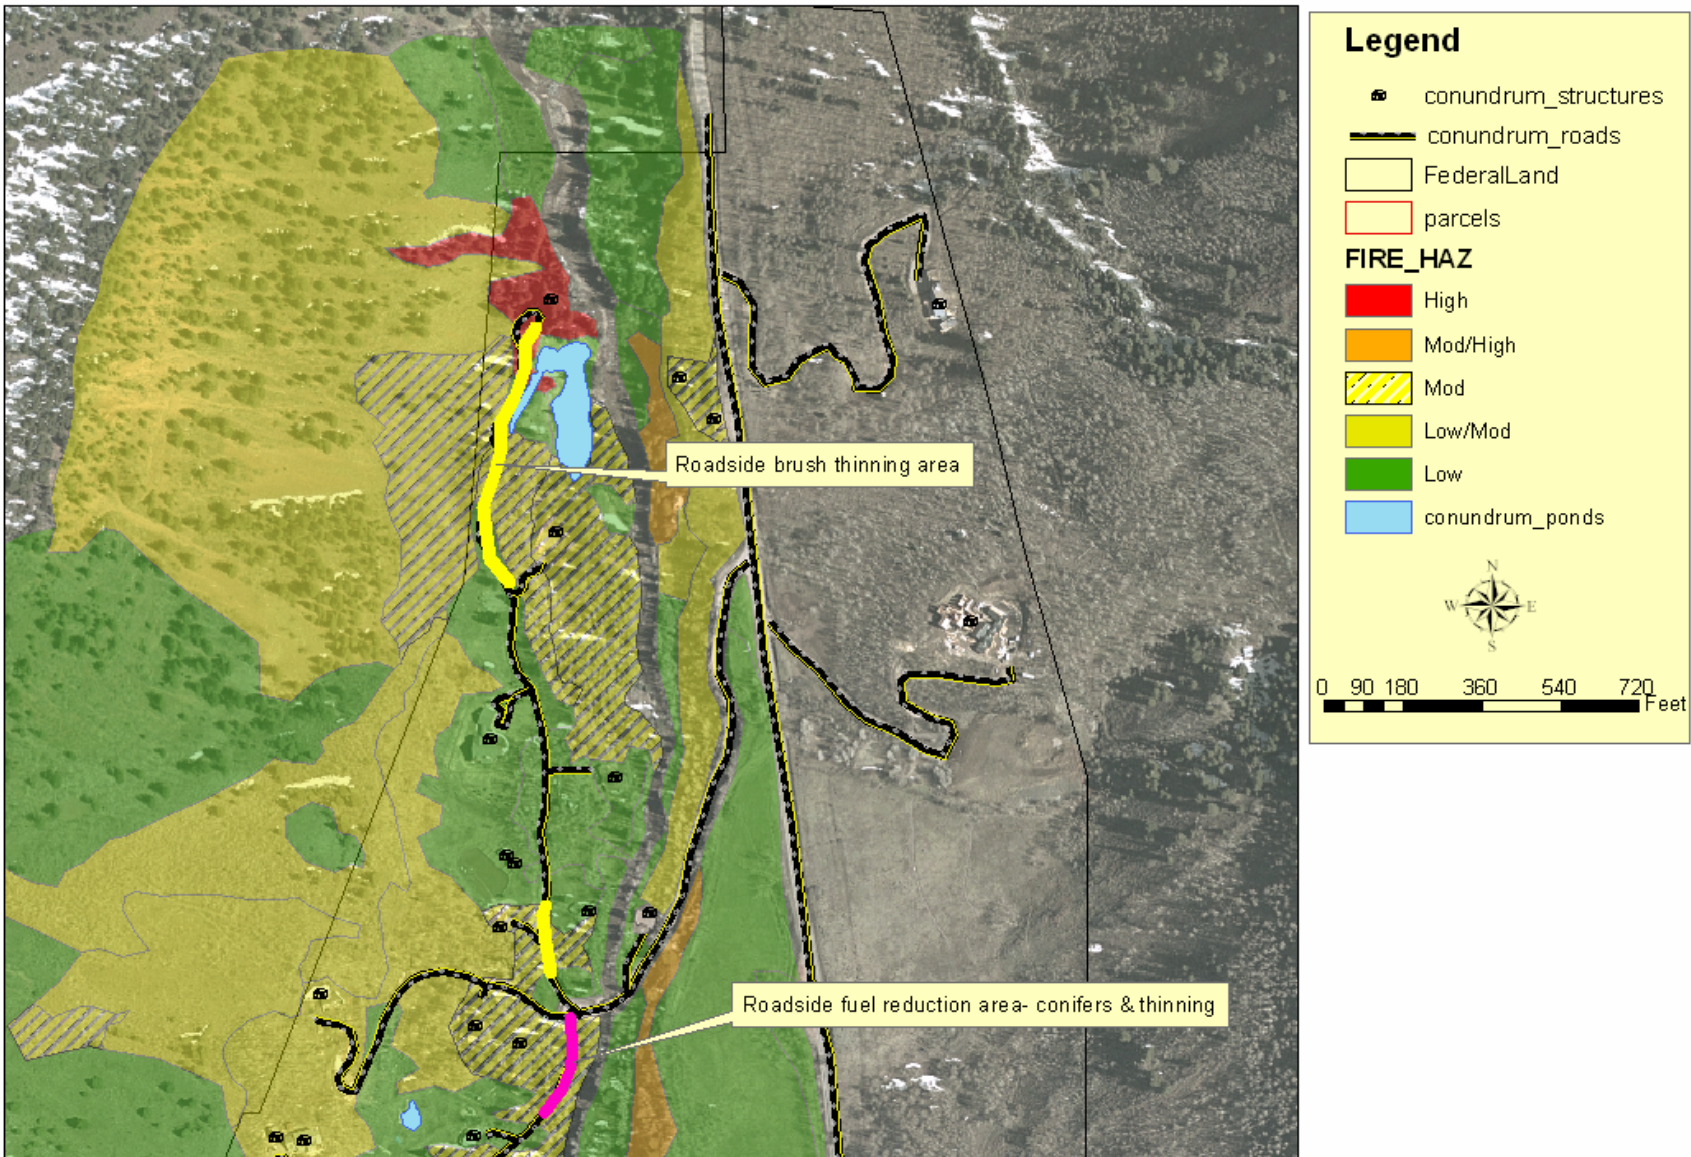 Legend
conundrum_structures
conundrum_roads
FederalLand
parcels
FIRE_HAZ
High
Mod/High
Mod
Low/Mod
Low
conundrum_ponds
N
W E
S
0 90 180 360 540 720
Feet
Roadside brush thinning area
Roadside fuel reduction area- conifers & thinning